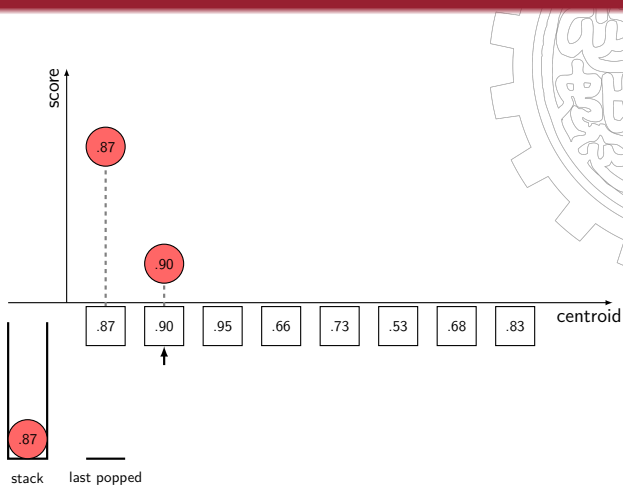 score
.87
.90
.87 .90 .95 .66 .73 .53 .68 .83
centroid
.87
stack last popped